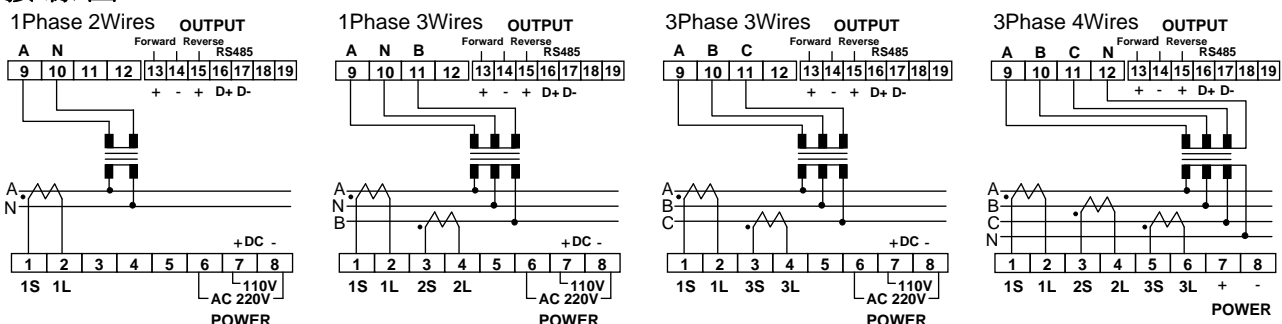 1Phase 2Wires OUTPUT
Forward Reverse
A N RS485
9 10 11 12 13 14 15 16 17 18 19
+ - + D+ D-
A
N
+ DC -
1 2 3 4 5 6 7 8
1S 1L 110V
AC 220V
POWER
1Phase 3Wires OUTPUT
Forward Reverse
A N B RS485
9 10 11 12 13 14 15 16 17 18 19
+ - + D+ D-
A
N
B
+DC -
1 2 3 4 5 6 7 8
1S 1L 2S 2L 110V
AC 220V
POWER
3Phase 3Wires OUTPUT
Forward Reverse
A B C RS485
9 10 11 12 13 14 15 16 17 18 19
+ - + D+ D-
A
B
C
+DC -
1 2 3 4 5 6 7 8
1S 1L 3S 3L 110V
AC 220V
POWER
3Phase 4Wires OUTPUT
Forward Reverse
A B C N RS485
9 10 11 12 13 14 15 16 17 18 19
+ - + D+ D-
A
B
C
N
1 2 3 4 5 6 7 8
1S 1L 2S 2L 3S 3L + -
POWER